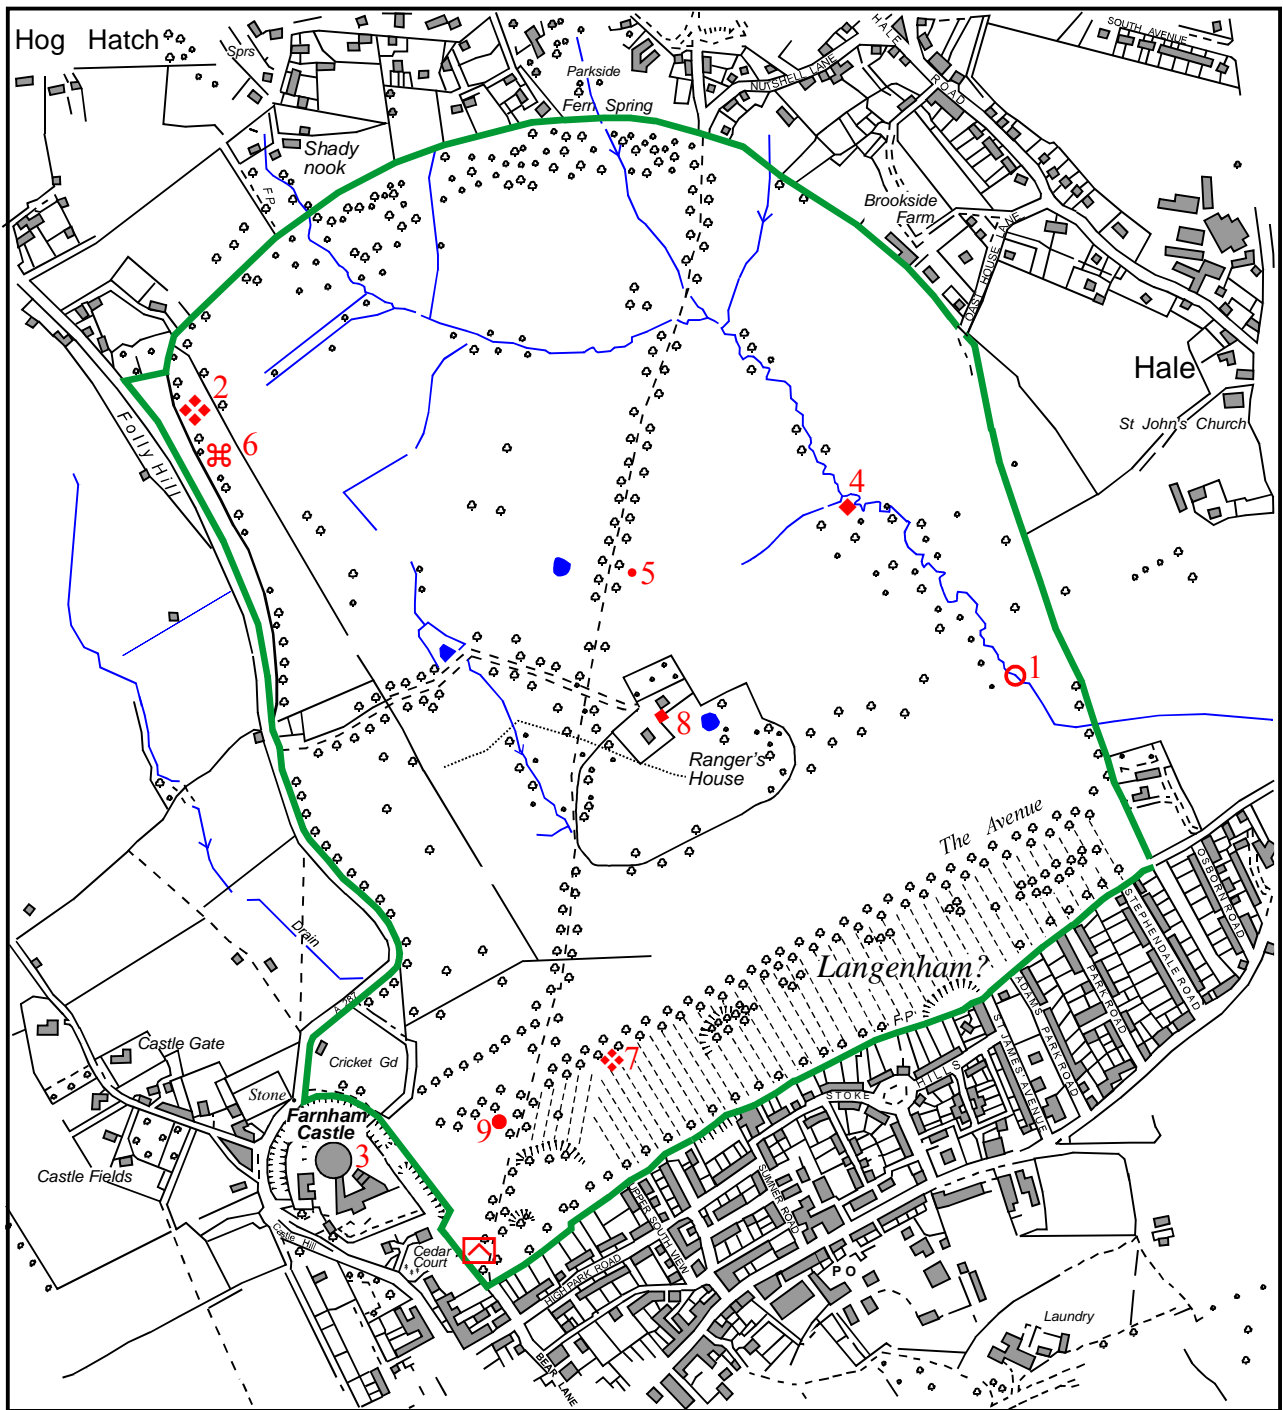 Hog Hatch
Sprs
Parkside
Fern Spring
NUTSHELL LANE
HALE
ROAD
SOUTH AVENUE
Shady
nook
F P
Brookside
Farm
OAST HOUSE LANE
Hale
St John's Church
Folly Hill
2
6
4
5
1
8
Ranger's
House
The Avenue
Langenham?
Drain
A 287
Castle Gate
Cricket Gd
Stone
Farnham
Castle
3
Castle Fields
Castle Hill
Cedar
Court
7
9
F P
STOKE
HILLS
ST JAMES' AVENUE
ADAMS PARK ROAD
PARK ROAD
STEPHENDALE ROAD
OSBORN ROAD
UPPER SOUTH VIEW
SUMNER ROAD
HIGH PARK ROAD
BEAR LANE
P O
Laundry